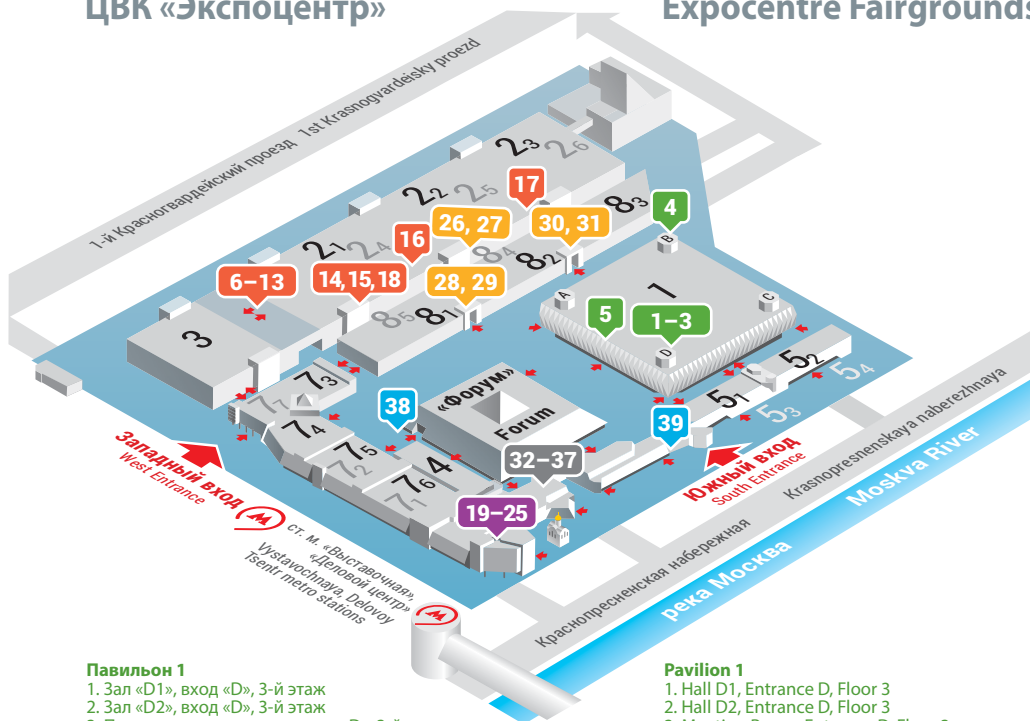 ЦВК «Экспоцентр»
Expocentre Fairgrounds
1-й Красногвардейский проезд 1st Krasnogvardeisky proezd
2₃
2₆
2₂
2₅
17
8₃
4
B
26, 27
30, 31
2₁
2₄
16
8₄
8₂
6–13
14, 15, 18
28, 29
1
A
C
8₅
8₁
5
1–3
D
3
5₂
5₄
7₃
7₇
38
«Форум»
Forum
5₁
5₃
39
7₄
7₅
7₂
4
7₆
7₁
32–37
19–25
Западный вход
West Entrance
Южный вход
South Entrance
ст. м. «Выставочная»,
«Деловой центр»
Vystavochnaya, Delovoy
Tsentr metro stations
Краснопресненская набережная
Krasnopresnenskaya naberezhnaya
река Москва
Moskva River
Павильон 1
1. Зал «D1», вход «D», 3-й этаж
2. Зал «D2», вход «D», 3-й этаж
Pavilion 1
1. Hall D1, Entrance D, Floor 3
2. Hall D2, Entrance D, Floor 3